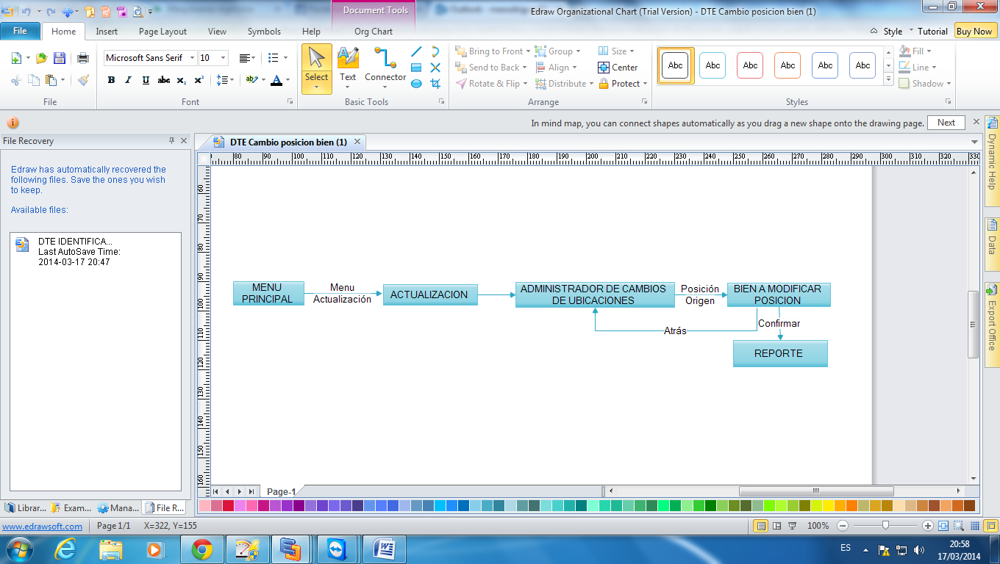 Document Tools
Edraw Organizational Chart (Trial Version) - DTE Cambio posicion bien (1)
File Home Insert Page Layout View Symbols Help Org Chart Style Tutorial Buy Now
Microsoft Sans Serif 10
B I U abc X₂ X² aby A
Select Text Connector
Bring to Front Group Size
Send to Back Align Center
Rotate & Flip Distribute Protect
Abc Abc Abc Abc Abc Abc
Fill
Line
Shadow
File Font Basic Tools Arrange Styles
In mind map, you can connect shapes automatically as you drag a new shape onto the drawing page. Next
File Recovery
DTE Cambio posicion bien (1)
80 90 100 110 120 130 140 150 160 170 180 190 200 210 220 230 240 250 260 270 280 290 300 310 320 330
60 70 80 90 100 110 120 130 140 150 160
Edraw has automatically recovered the
following files. Save the ones you wish
to keep.
Available files:
DTE IDENTIFICA...
Last AutoSave Time:
2014-03-17 20:47
MENU
PRINCIPAL
Menu
Actualización
ACTUALIZACION
ADMINISTRADOR DE CAMBIOS
DE UBICACIONES
Posición
Origen
BIEN A MODIFICAR
POSICION
Confirmar
Atrás
REPORTE
Dynamic Help
Data
Export Office
Page-1
Librar... Exam... Mana... File R...
www.edrawsoft.com Page 1/1 X=322, Y=155 100%
ES
20:58
17/03/2014